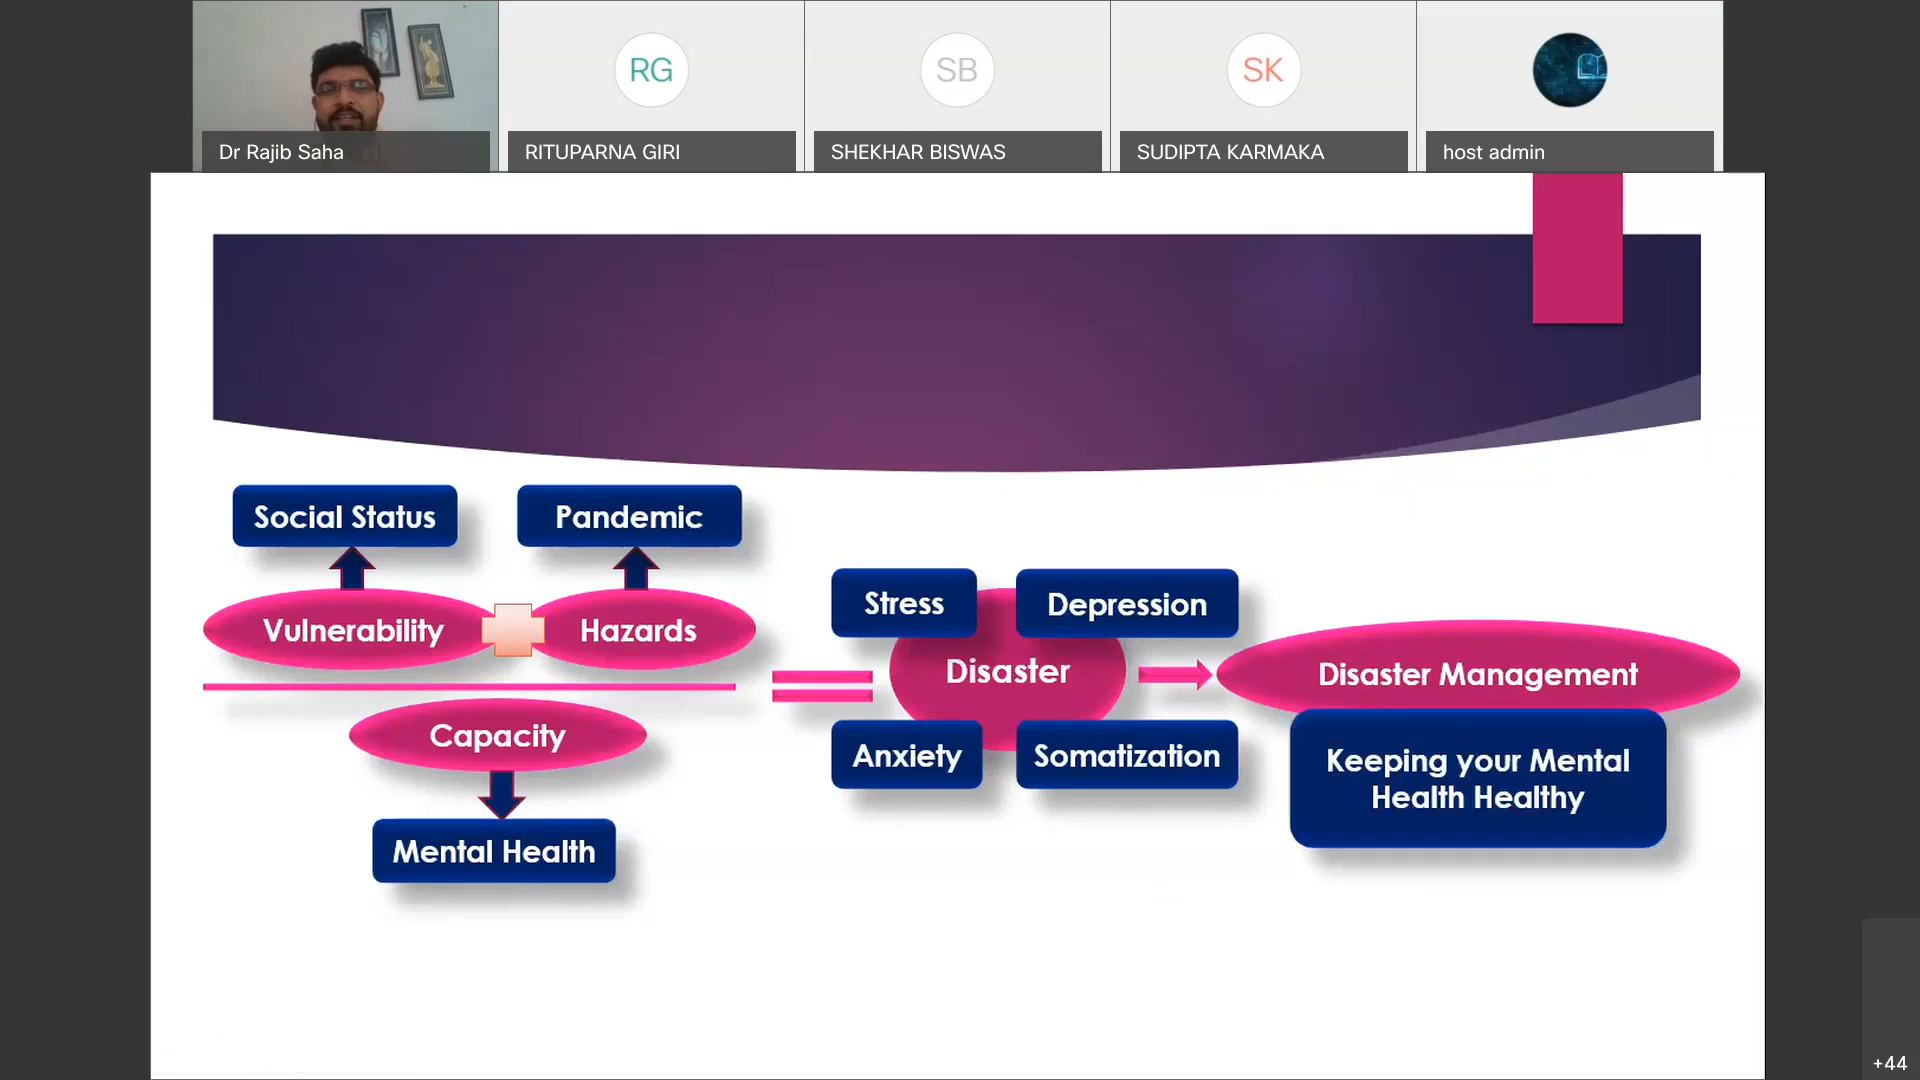 RG
SB
SK
Dr Rajib Saha
RITUPARNA GIRI
SHEKHAR BISWAS
SUDIPTA KARMAKA
host admin
Social Status
Pandemic
Vulnerability
Hazards
Capacity
Mental Health
Stress
Depression
Disaster
Anxiety
Somatization
Disaster Management
Keeping your Mental
Health Healthy
+44